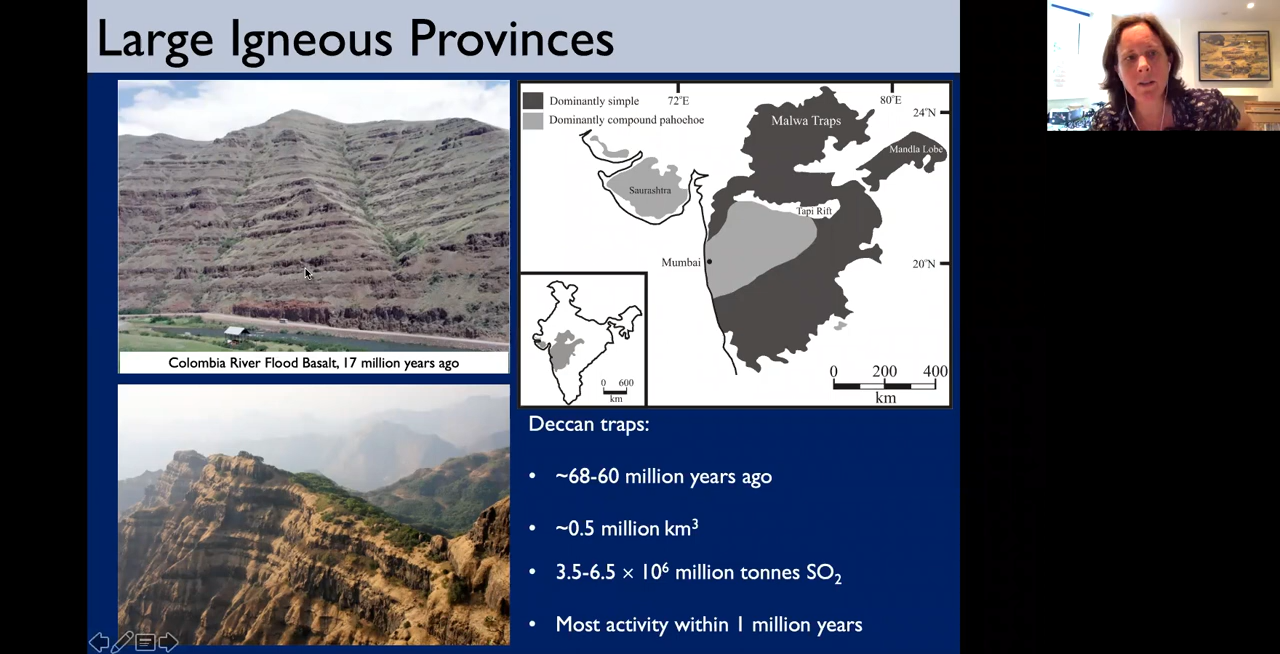 Large Igneous Provinces
Colombia River Flood Basalt, 17 million years ago
Dominantly simple
Dominantly compound pahoehoe
72°E
80°E
24°N
Malwa Traps
Mandla Lobe
Saurashtra
Tapi Rift
Mumbai
20°N
0 600
km
0 200 400
km
Deccan traps:
• ~68-60 million years ago
• ~0.5 million km³
• 3.5-6.5 × 10⁶ million tonnes SO₂
• Most activity within 1 million years